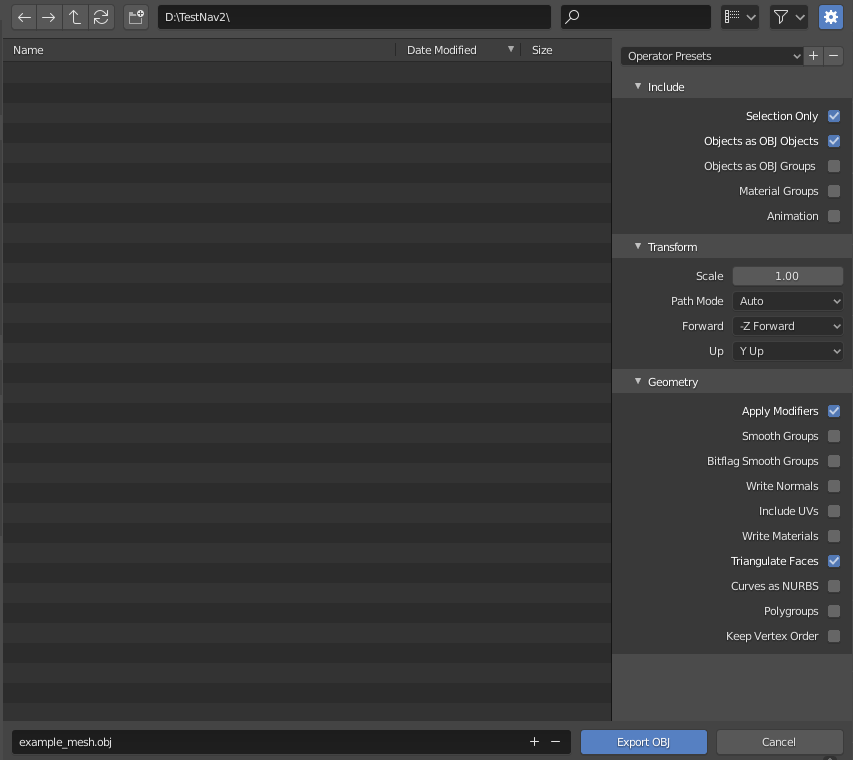 D:\TestNav2\
Name Date Modified Size
Operator Presets
Include
Selection Only
Objects as OBJ Objects
Objects as OBJ Groups
Material Groups
Animation
Transform
Scale 1.00
Path Mode Auto
Forward -Z Forward
Up Y Up
Geometry
Apply Modifiers
Smooth Groups
Bitflag Smooth Groups
Write Normals
Include UVs
Write Materials
Triangulate Faces
Curves as NURBS
Polygroups
Keep Vertex Order
example_mesh.obj
Export OBJ Cancel